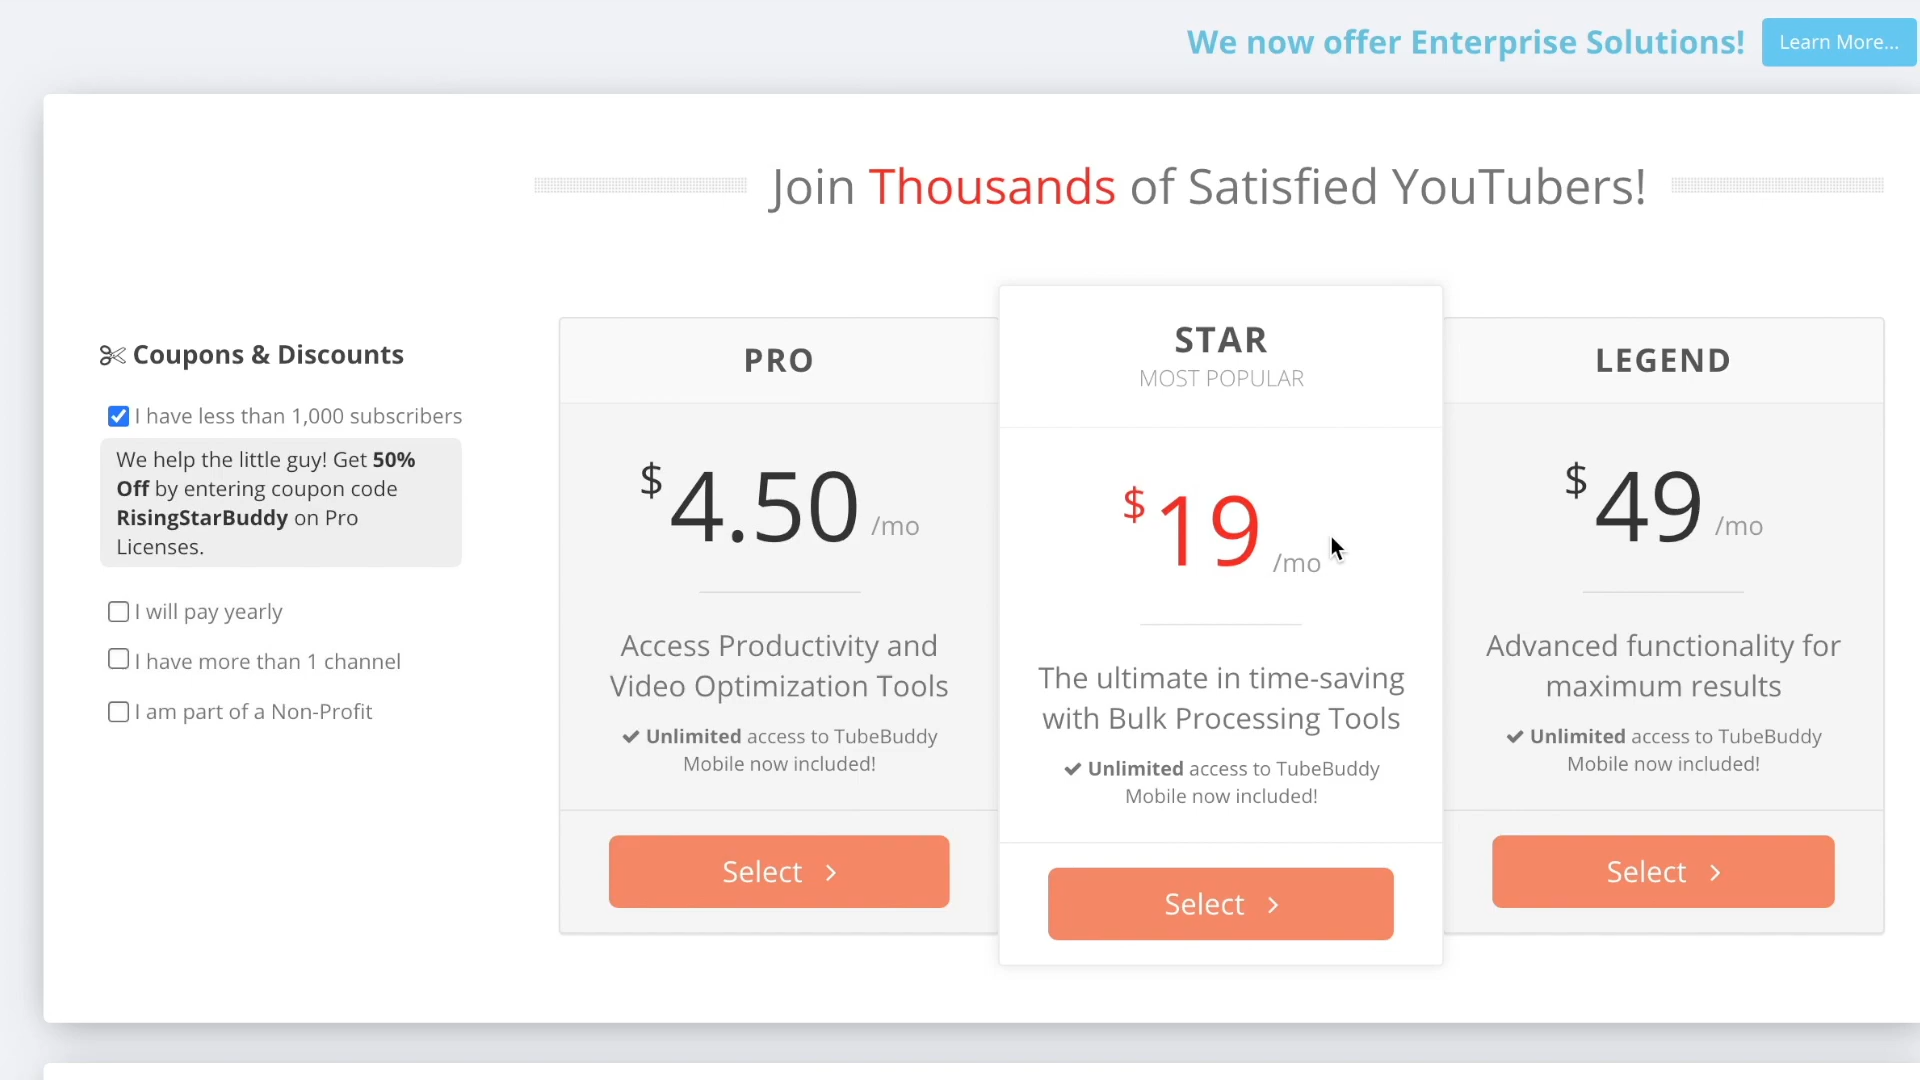 We now offer Enterprise Solutions!
Learn More...
Join Thousands of Satisfied YouTubers!
Coupons & Discounts
I have less than 1,000 subscribers
We help the little guy! Get 50%
Off by entering coupon code
RisingStarBuddy on Pro
Licenses.
I will pay yearly
I have more than 1 channel
I am part of a Non-Profit
PRO
$4.50 /mo
Access Productivity and
Video Optimization Tools
✔ Unlimited access to TubeBuddy
Mobile now included!
Select >
STAR
MOST POPULAR
$19 /mo
The ultimate in time-saving
with Bulk Processing Tools
✔ Unlimited access to TubeBuddy
Mobile now included!
Select >
LEGEND
$49 /mo
Advanced functionality for
maximum results
✔ Unlimited access to TubeBuddy
Mobile now included!
Select >